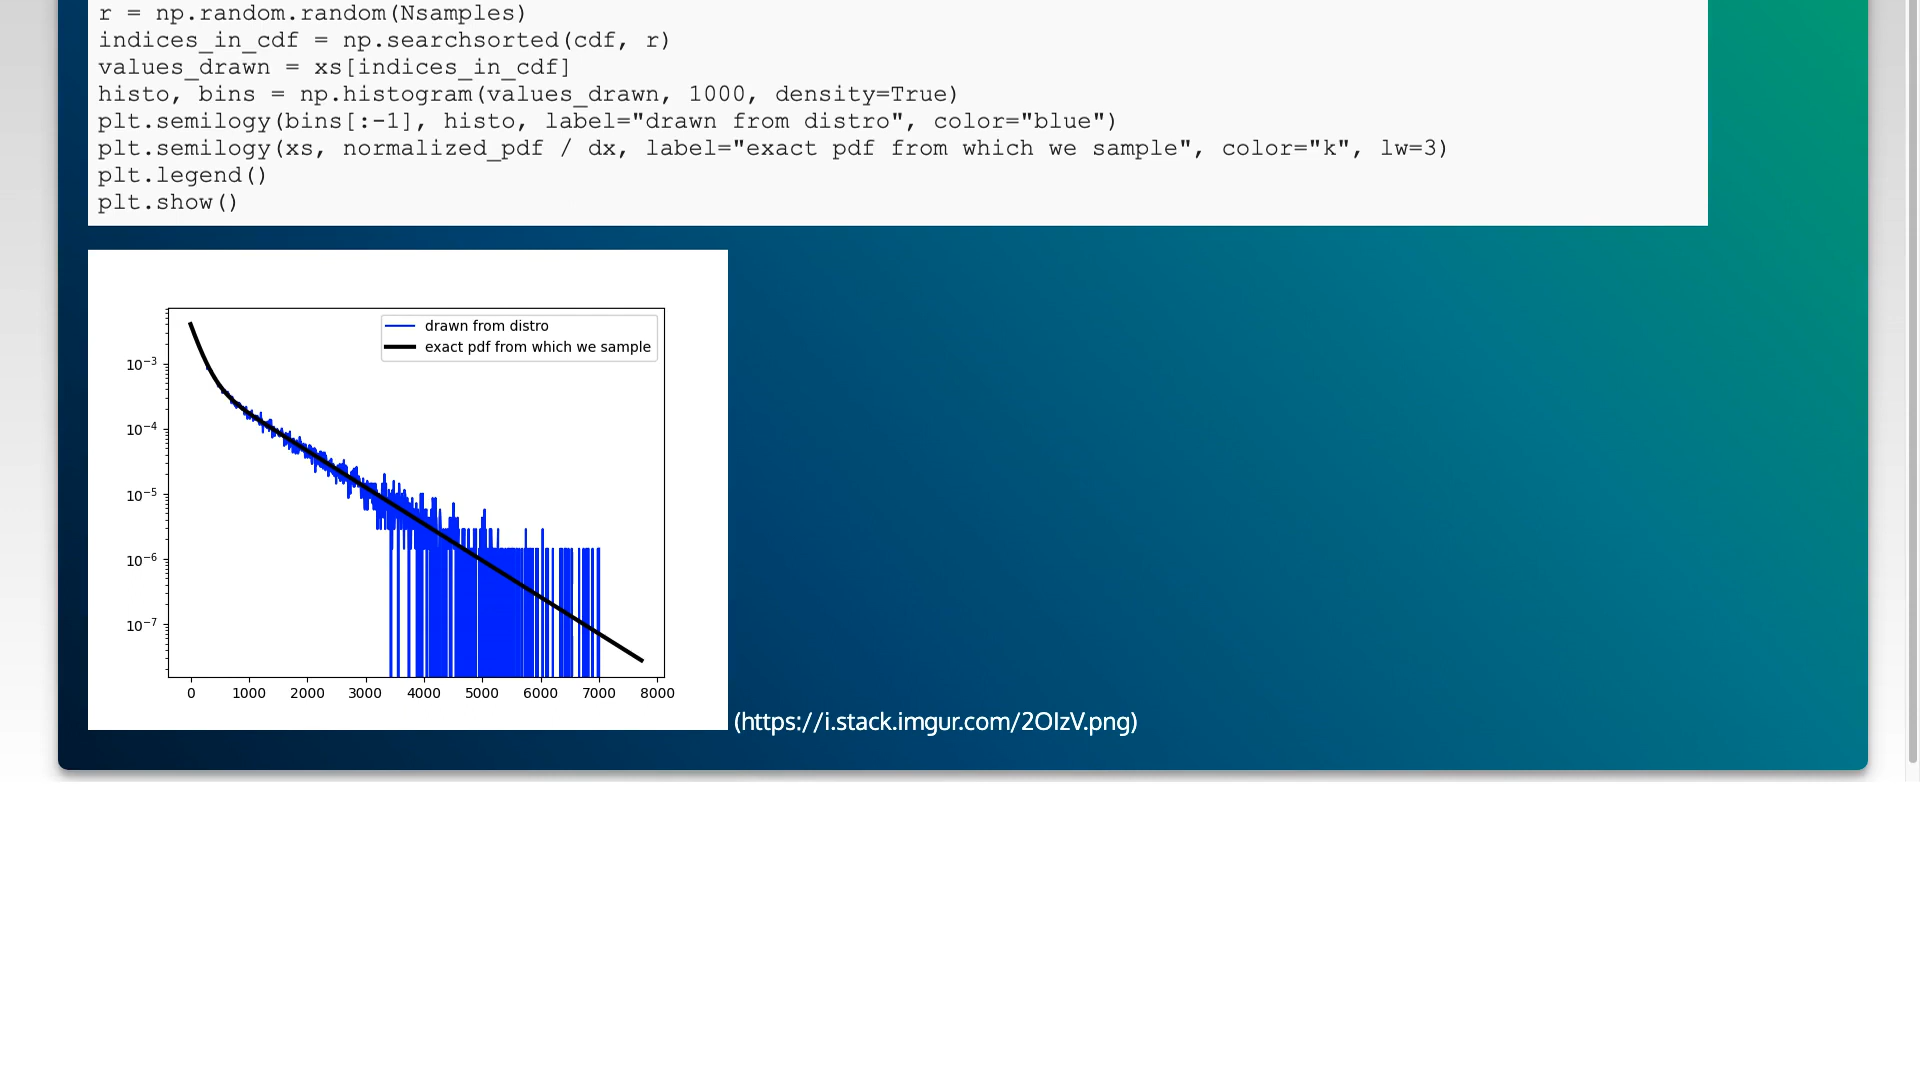 r = np.random.random(Nsamples)
indices_in_cdf = np.searchsorted(cdf, r)
values_drawn = xs[indices_in_cdf]
histo, bins = np.histogram(values_drawn, 1000, density=True)
plt.semilogy(bins[:-1], histo, label="drawn from distro", color="blue")
plt.semilogy(xs, normalized_pdf / dx, label="exact pdf from which we sample", color="k", lw=3)
plt.legend()
plt.show()
drawn from distro
exact pdf from which we sample
10⁻³
10⁻⁴
10⁻⁵
10⁻⁶
10⁻⁷
0 1000 2000 3000 4000 5000 6000 7000 8000
(https://i.stack.imgur.com/2OIzV.png)